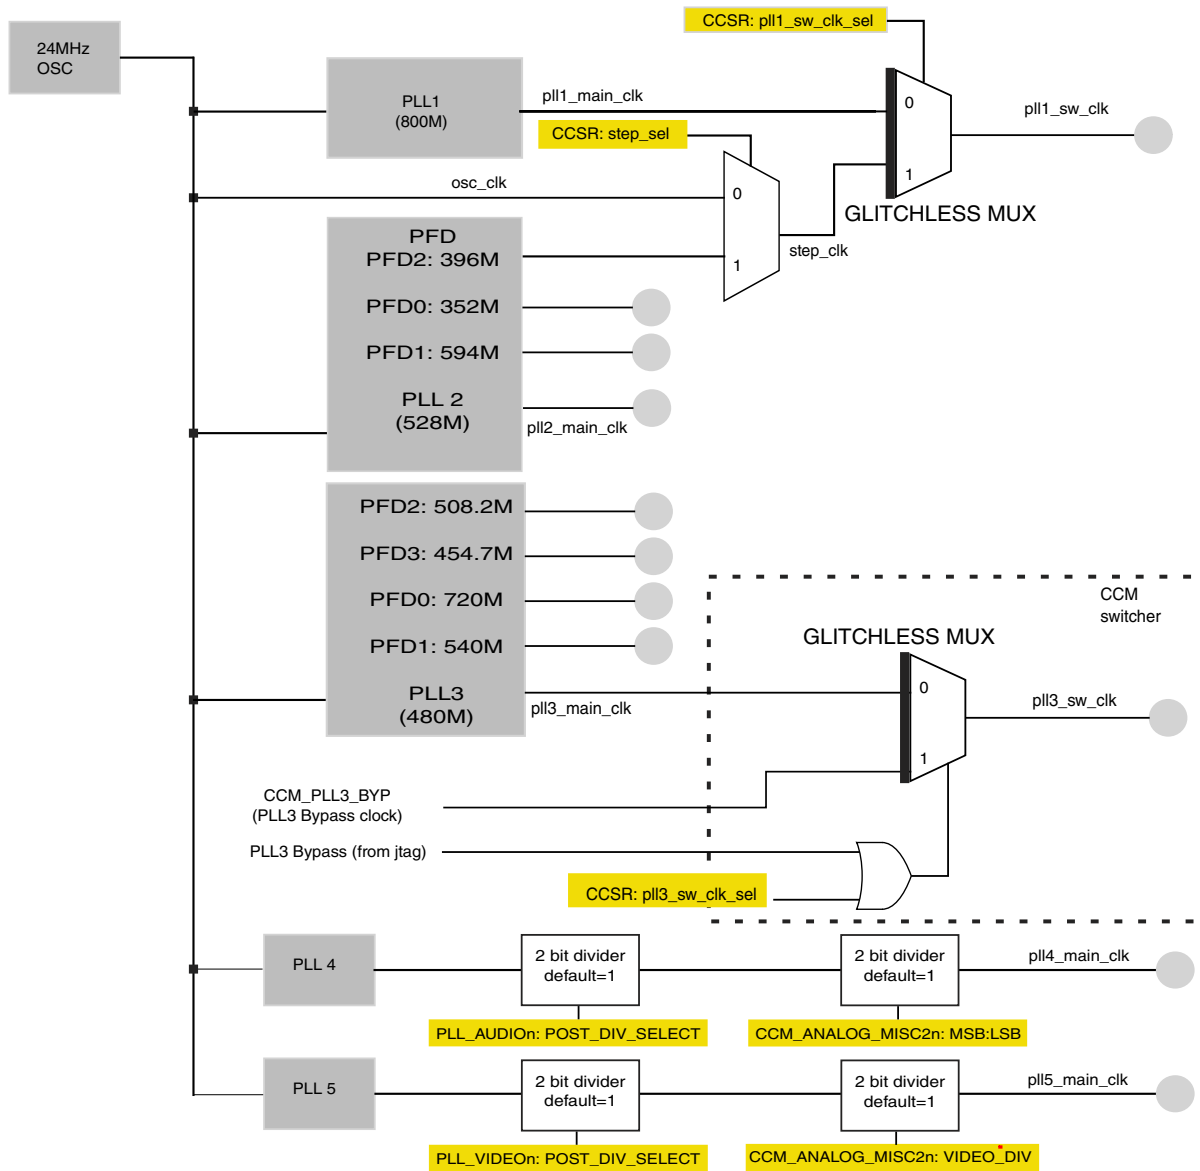 CCSR: pll1_sw_clk_sel
24MHz
OSC
PLL1
(800M)
pll1_main_clk
0
pll1_sw_clk
CCSR: step_sel
1
osc_clk
0
GLITCHLESS MUX
PFD
PFD2: 396M
1
step_clk
PFD0: 352M
PFD1: 594M
PLL 2
(528M)
pll2_main_clk
PFD2: 508.2M
PFD3: 454.7M
PFD0: 720M
CCM
switcher
PFD1: 540M
GLITCHLESS MUX
PLL3
(480M)
pll3_main_clk
0
pll3_sw_clk
1
CCM_PLL3_BYP
(PLL3 Bypass clock)
PLL3 Bypass (from jtag)
CCSR: pll3_sw_clk_sel
PLL 4
2 bit divider
default=1
2 bit divider
default=1
pll4_main_clk
PLL_AUDIOn: POST_DIV_SELECT
CCM_ANALOG_MISC2n: MSB:LSB
PLL 5
2 bit divider
default=1
2 bit divider
default=1
pll5_main_clk
PLL_VIDEOn: POST_DIV_SELECT
CCM_ANALOG_MISC2n: VIDEO_DIV